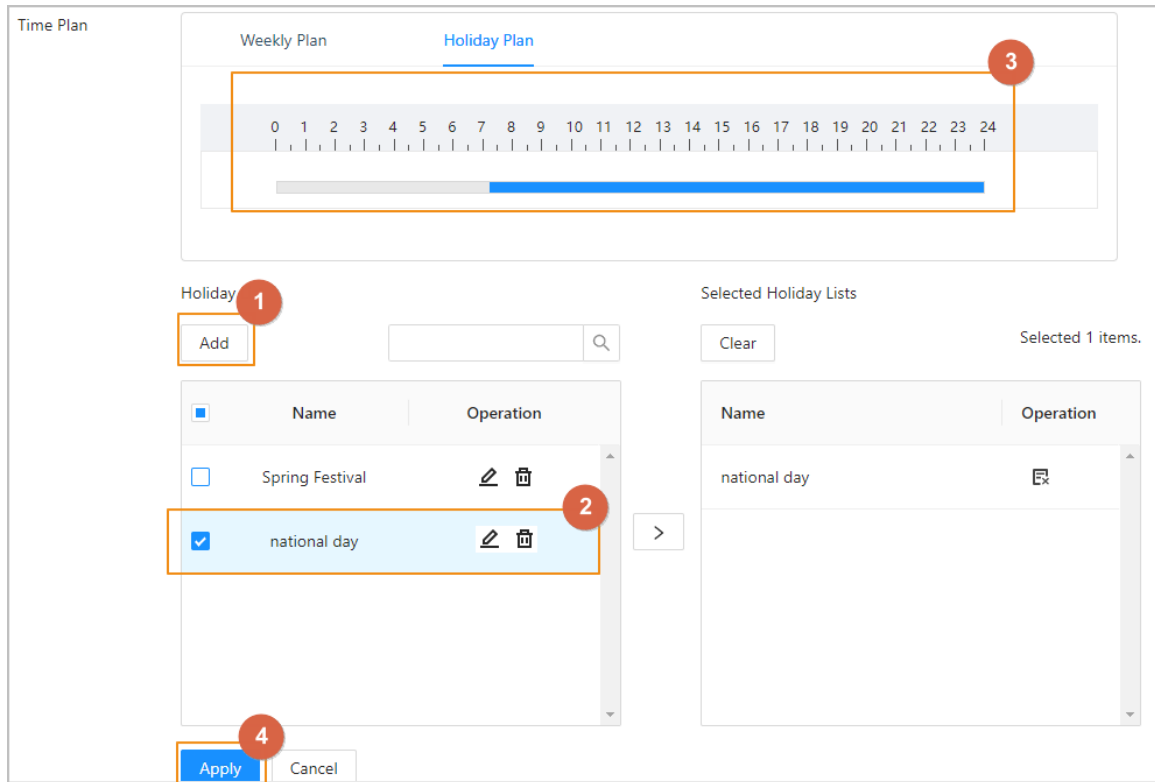 Time Plan
Weekly Plan Holiday Plan
3
0 1 2 3 4 5 6 7 8 9 10 11 12 13 14 15 16 17 18 19 20 21 22 23 24
Holiday Selected Holiday Lists
1
Add Clear Selected 1 items.
Name Operation Name Operation
Spring Festival national day
2
national day
>
4
Apply Cancel